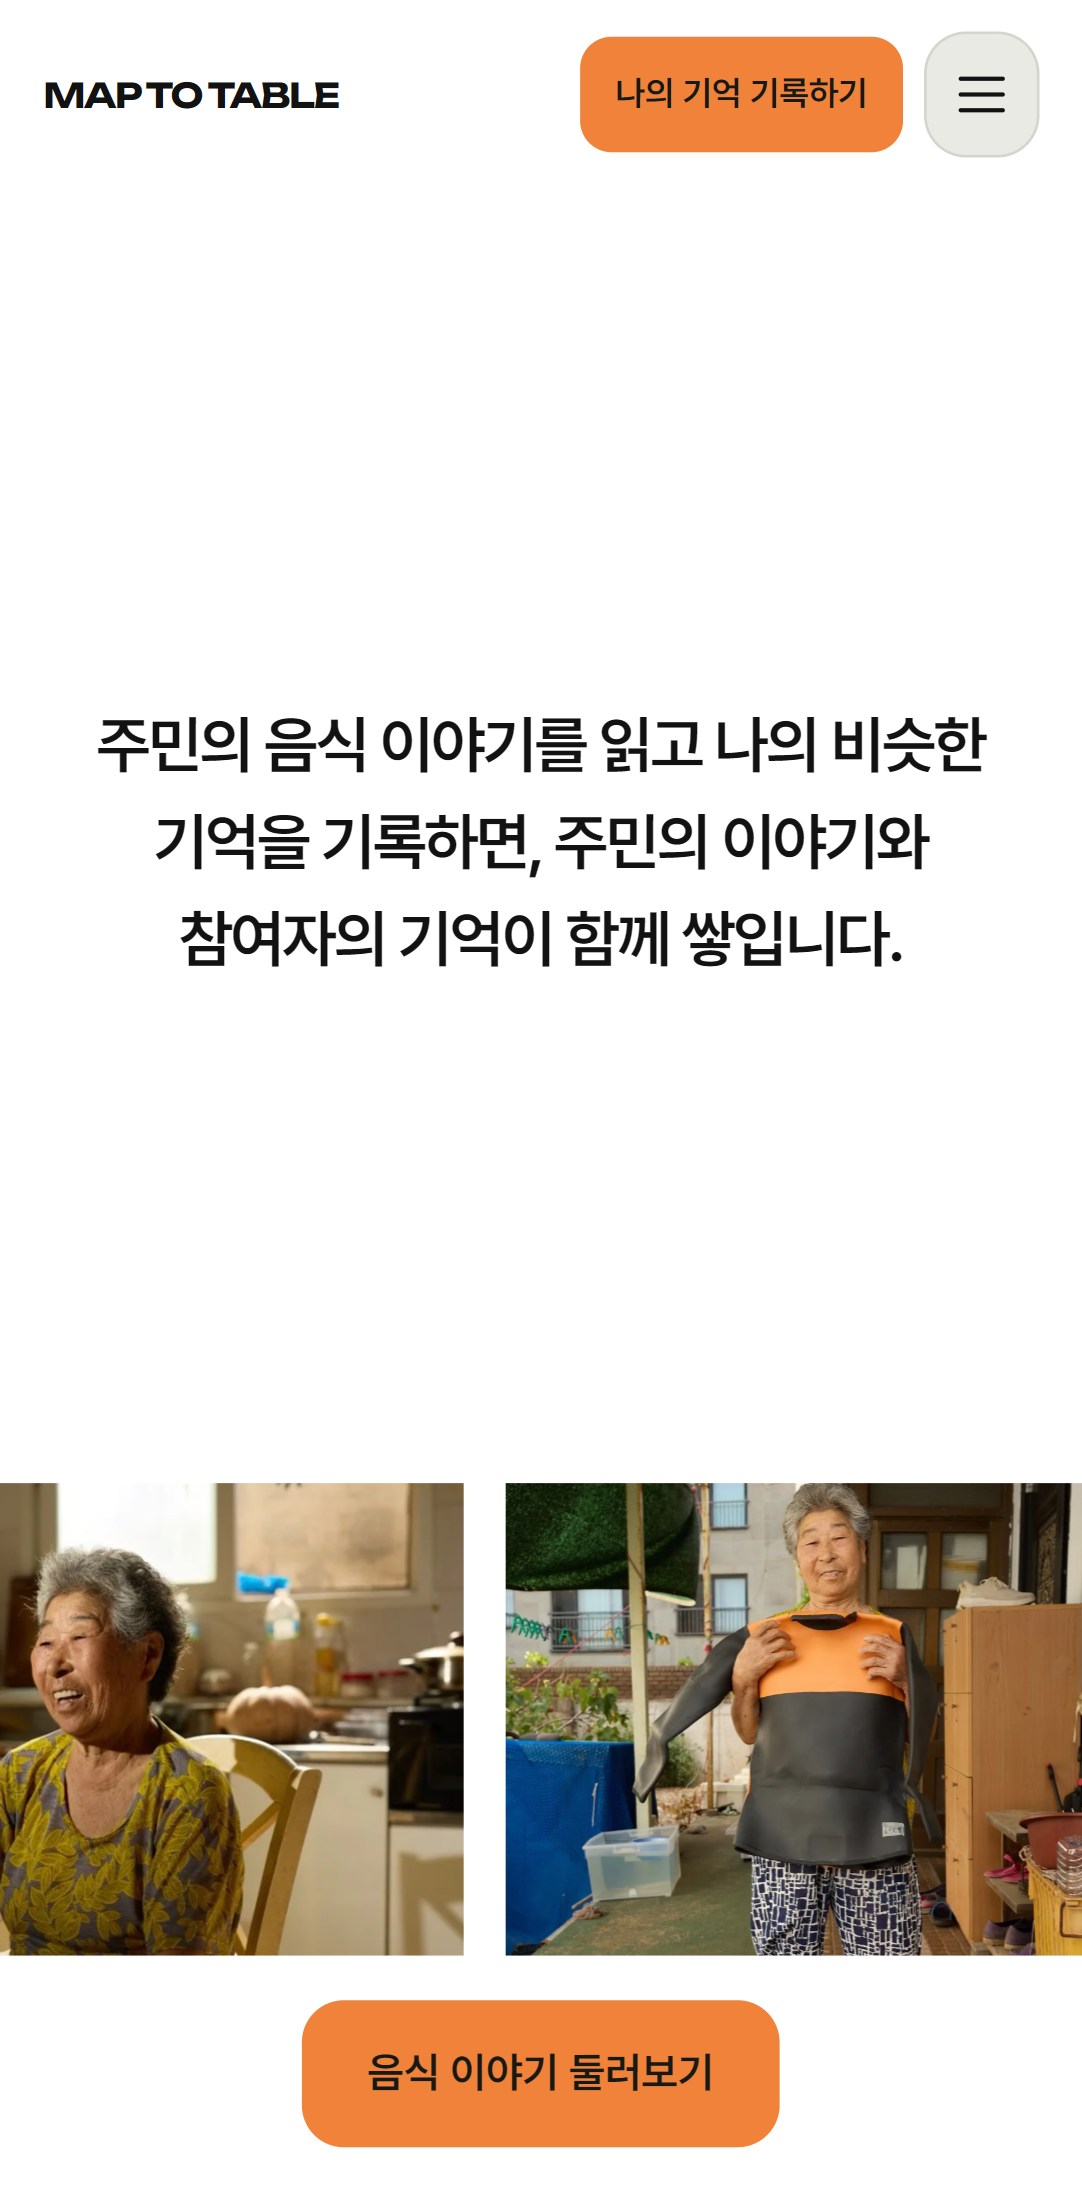 MAP TO TABLE
나의 기억 기록하기
주민의 음식 이야기를 읽고 나의 비슷한
기억을 기록하면, 주민의 이야기와
참여자의 기억이 함께 쌓입니다.
음식 이야기 둘러보기